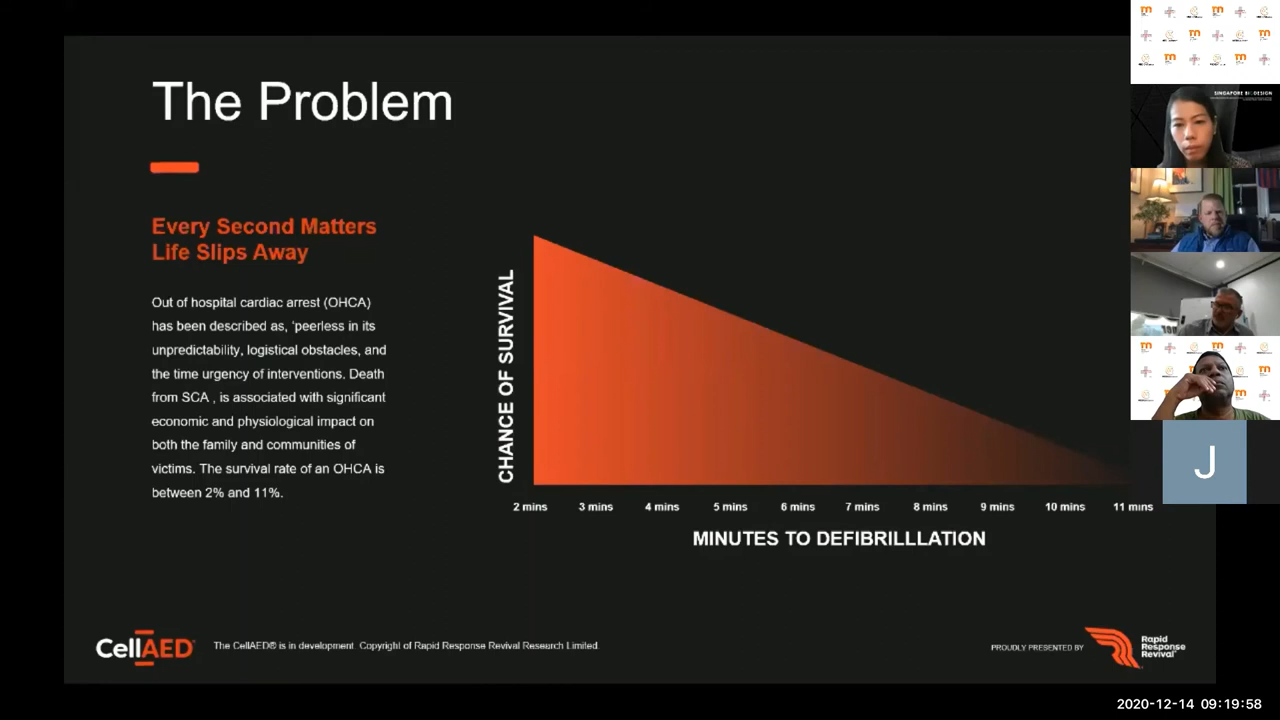 The Problem
Every Second Matters
Life Slips Away
Out of hospital cardiac arrest (OHCA)
has been described as, 'peerless in its
unpredictability, logistical obstacles, and
the time urgency of interventions. Death
from SCA , is associated with significant
economic and physiological impact on
both the family and communities of
victims. The survival rate of an OHCA is
between 2% and 11%.
CHANCE OF SURVIVAL
2 mins 3 mins 4 mins 5 mins 6 mins 7 mins 8 mins 9 mins 10 mins 11 mins
MINUTES TO DEFIBRILLLATION
CellAED
The CellAED® is in development. Copyright of Rapid Response Revival Research Limited.
PROUDLY PRESENTED BY
Rapid
Response
Revival
SINGAPORE BIODESIGN
J
2020-12-14 09:19:58